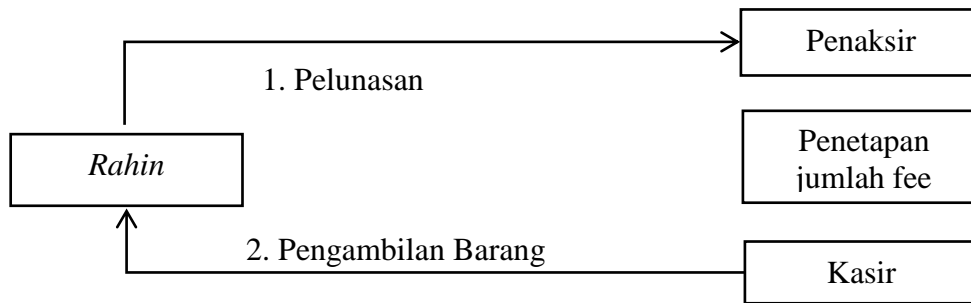 Penaksir
1. Pelunasan
Rahin
Penetapan
jumlah fee
2. Pengambilan Barang
Kasir